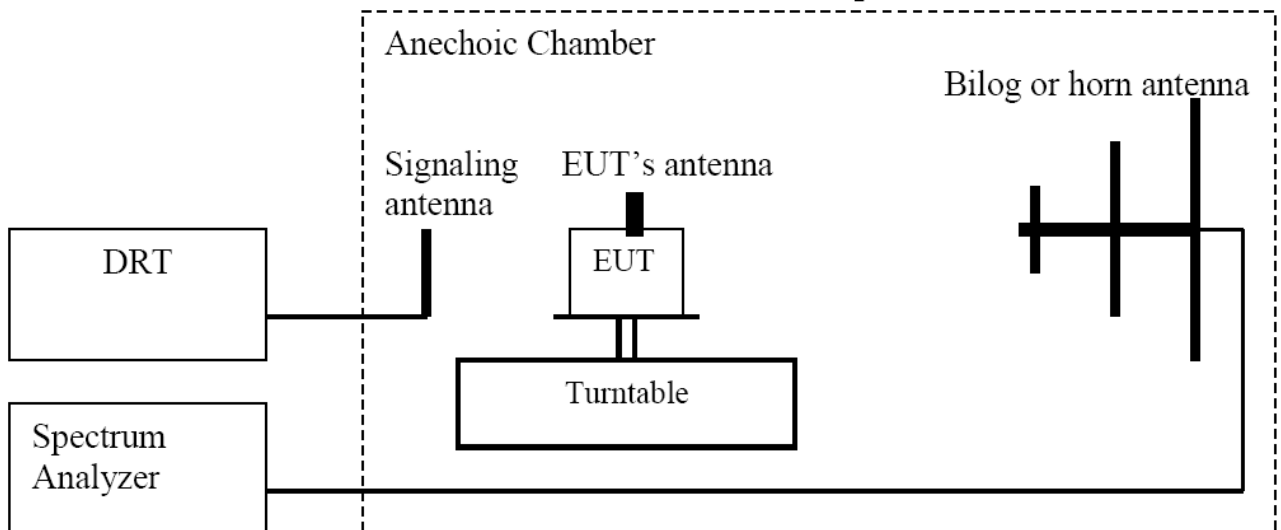 Anechoic Chamber
Bilog or horn antenna
Signaling
antenna
EUT’s antenna
DRT
EUT
Turntable
Spectrum
Analyzer